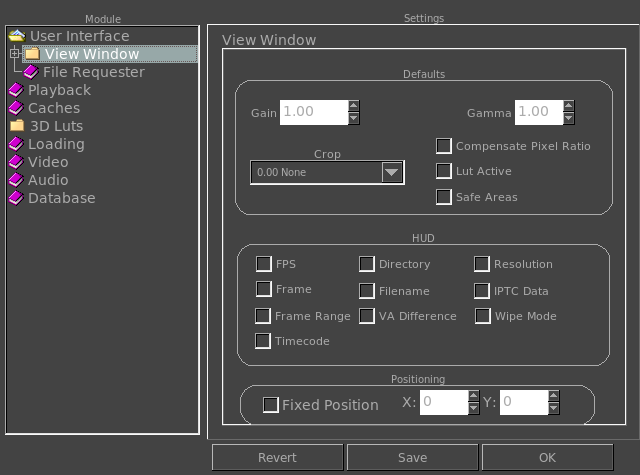 Module
User Interface
View Window
File Requester
Playback
Caches
3D Luts
Loading
Video
Audio
Database
Settings
View Window
Defaults
Gain 1.00 Gamma 1.00
Crop
0.00 None
Compensate Pixel Ratio
Lut Active
Safe Areas
HUD
FPS Directory Resolution
Frame Filename IPTC Data
Frame Range VA Difference Wipe Mode
Timecode
Positioning
Fixed Position X: 0 Y: 0
Revert Save OK